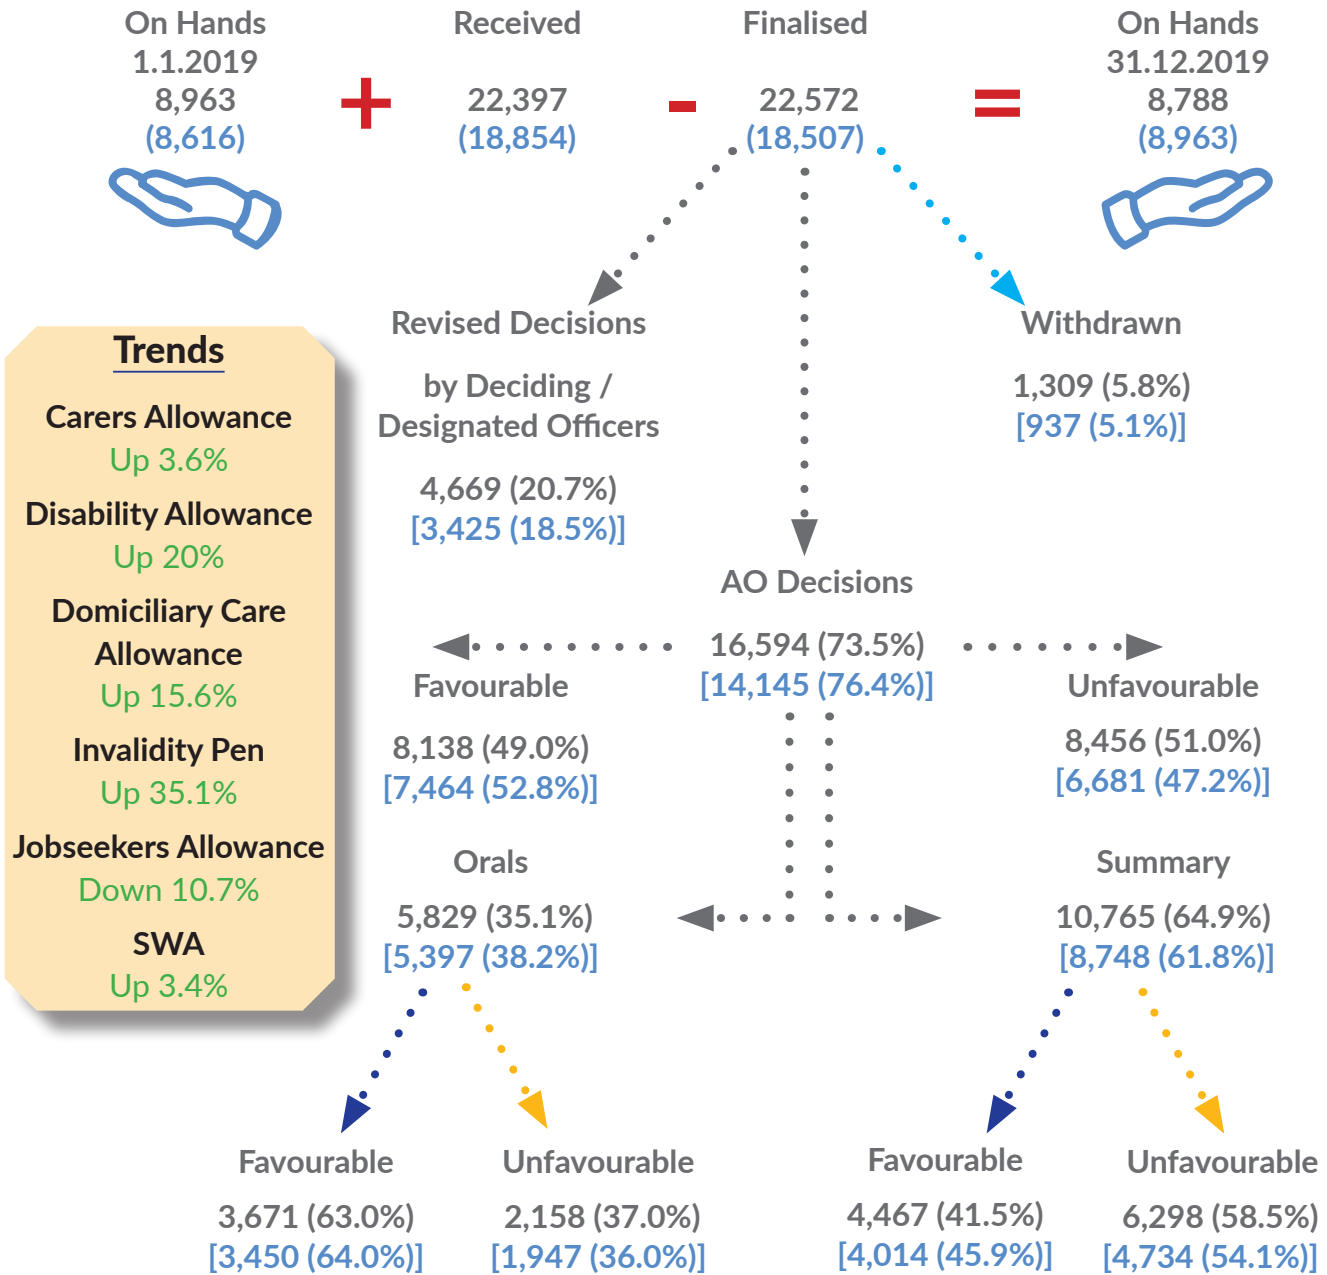 On Hands
1.1.2019
8,963
(8,616)
+
Received
22,397
(18,854)
-
Finalised
22,572
(18,507)
=
On Hands
31.12.2019
8,788
(8,963)
Trends
Carers Allowance
Up 3.6%
Disability Allowance
Up 20%
Domiciliary Care
Allowance
Up 15.6%
Invalidity Pen
Up 35.1%
Jobseekers Allowance
Down 10.7%
SWA
Up 3.4%
Revised Decisions
by Deciding /
Designated Officers
4,669 (20.7%)
[3,425 (18.5%)]
Withdrawn
1,309 (5.8%)
[937 (5.1%)]
AO Decisions
16,594 (73.5%)
[14,145 (76.4%)]
Favourable
8,138 (49.0%)
[7,464 (52.8%)]
Unfavourable
8,456 (51.0%)
[6,681 (47.2%)]
Orals
5,829 (35.1%)
[5,397 (38.2%)]
Summary
10,765 (64.9%)
[8,748 (61.8%)]
Favourable
3,671 (63.0%)
[3,450 (64.0%)]
Unfavourable
2,158 (37.0%)
[1,947 (36.0%)]
Favourable
4,467 (41.5%)
[4,014 (45.9%)]
Unfavourable
6,298 (58.5%)
[4,734 (54.1%)]